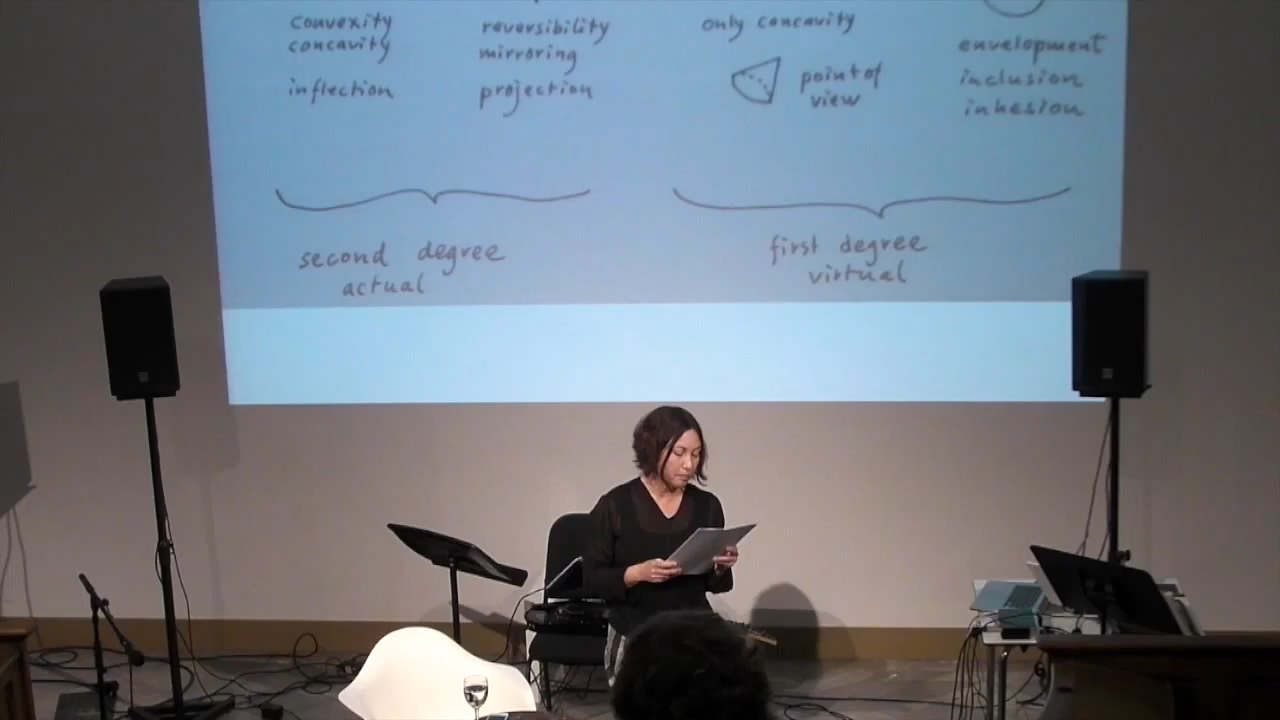 convexity
concavity
inflection
reversibility
mirroring
projection
only concavity
point of
view
envelopment
inclusion
inhesion
second degree
actual
first degree
virtual